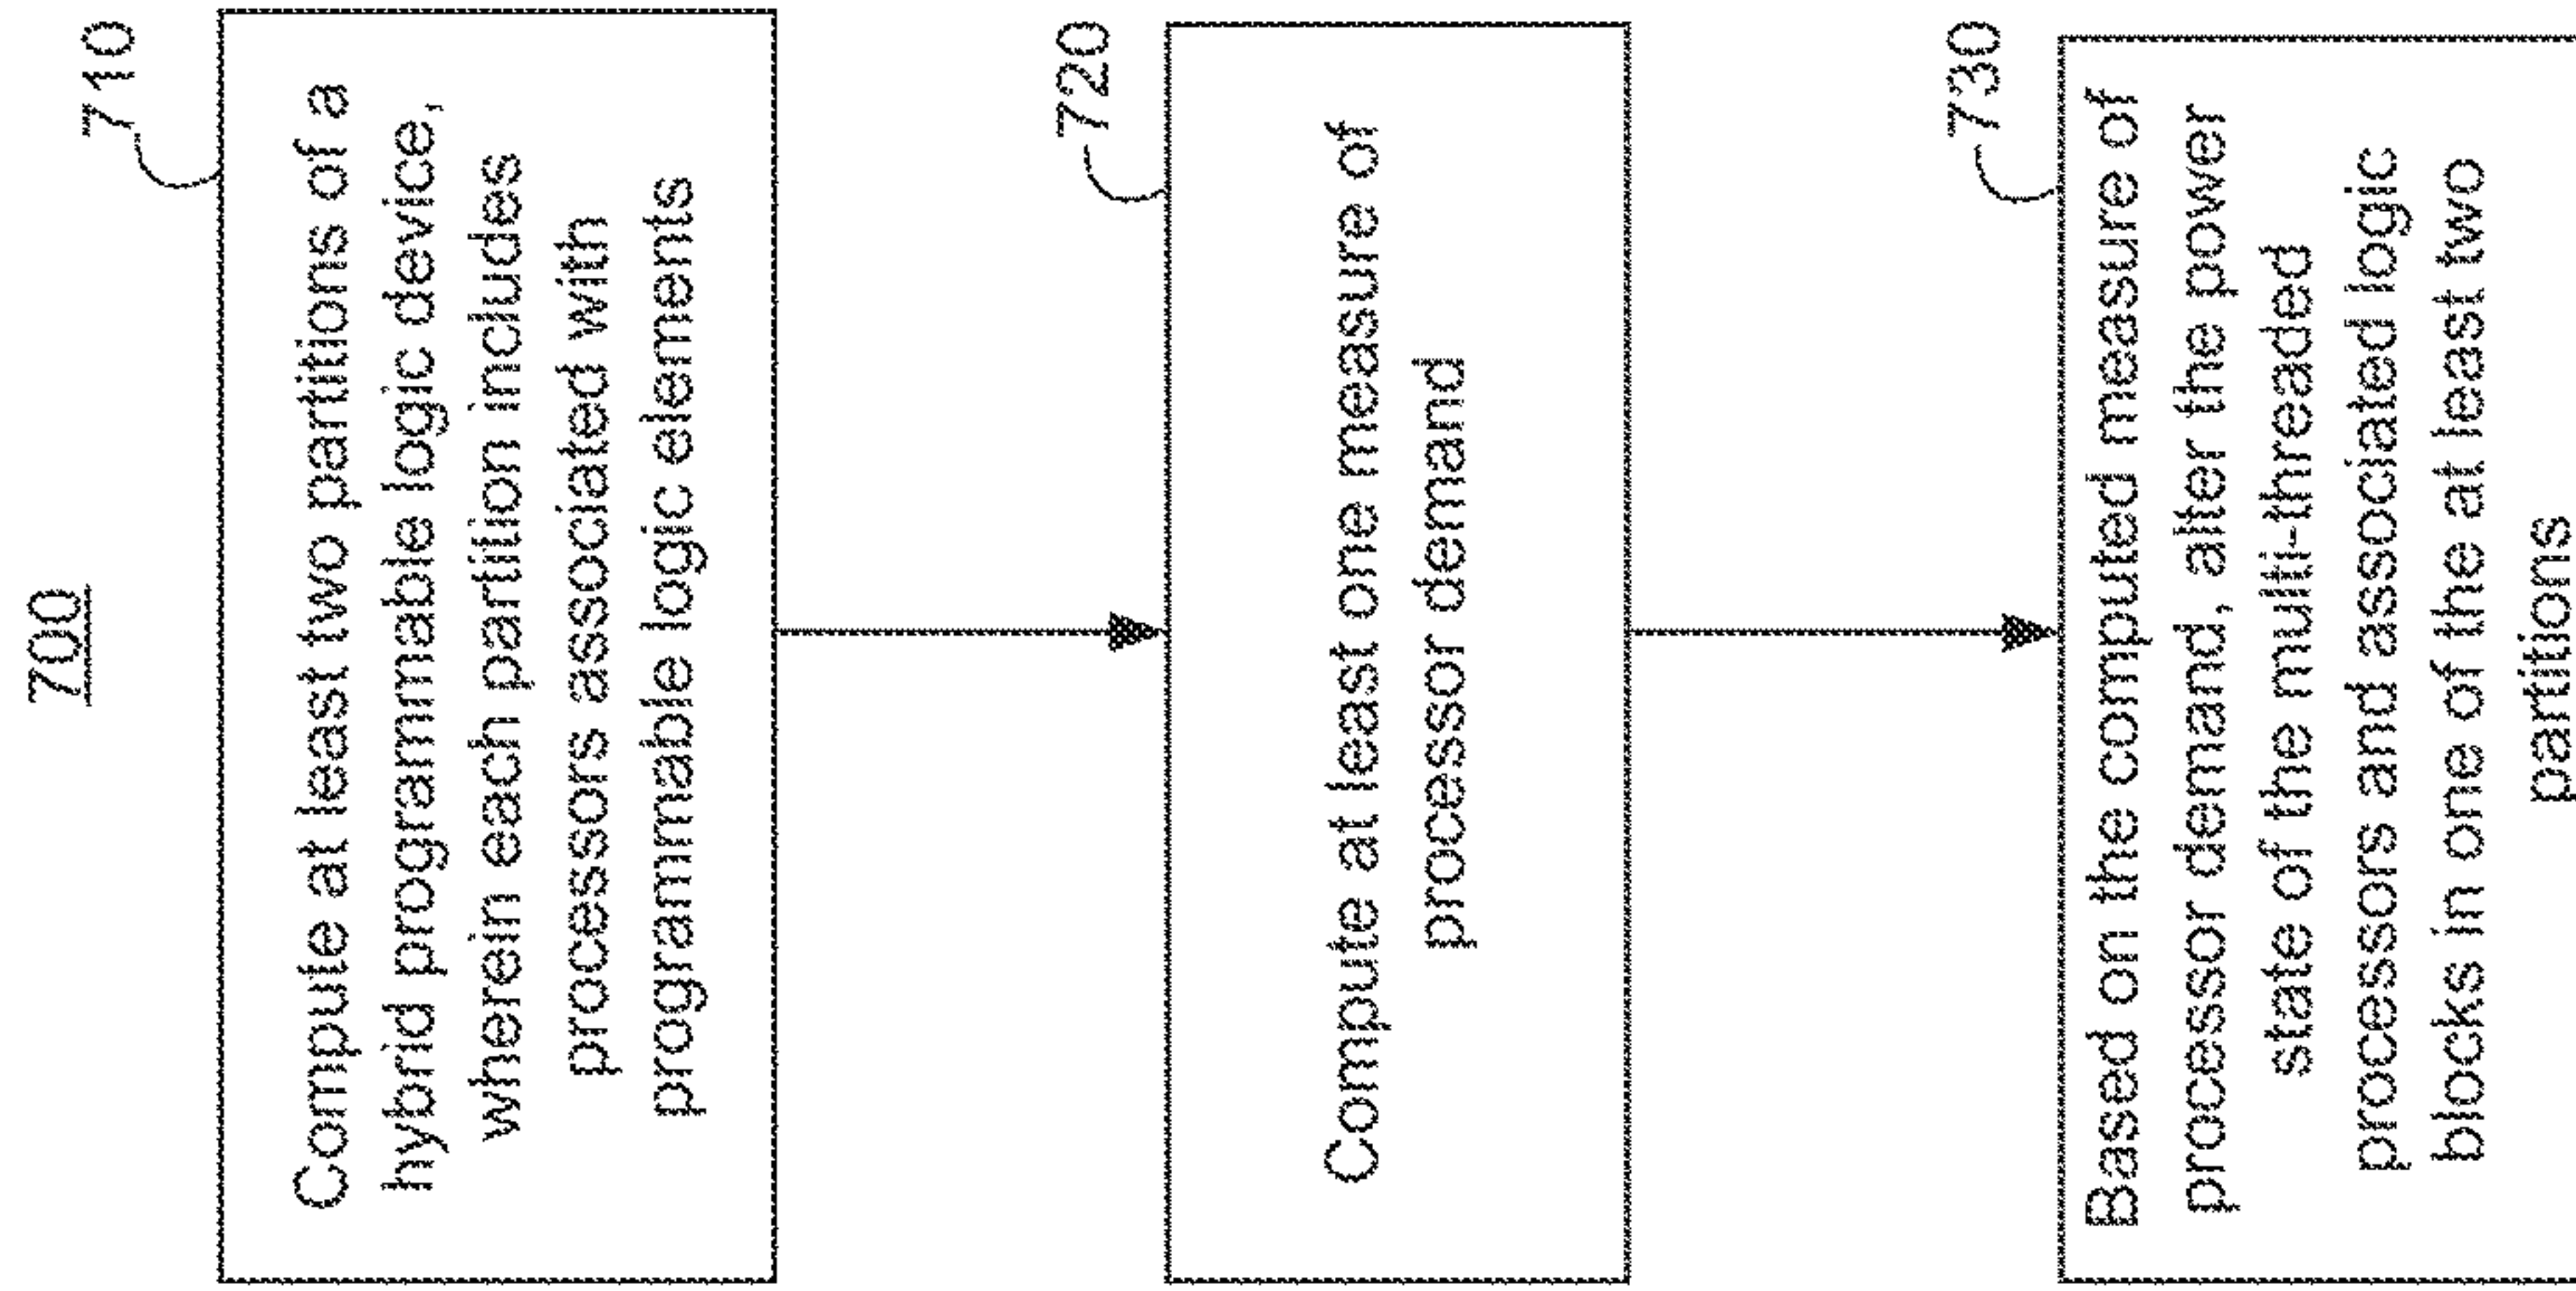 700
710
Compute at least two partitions of a
hybrid programmable logic device,
wherein each partition includes
processors associated with
programmable logic elements
720
Compute at least one measure of
processor demand
730
Based on the computed measure of
processor demand, alter the power
state of the multi-threaded
processors and associated logic
blocks in one of the at least two
partitions